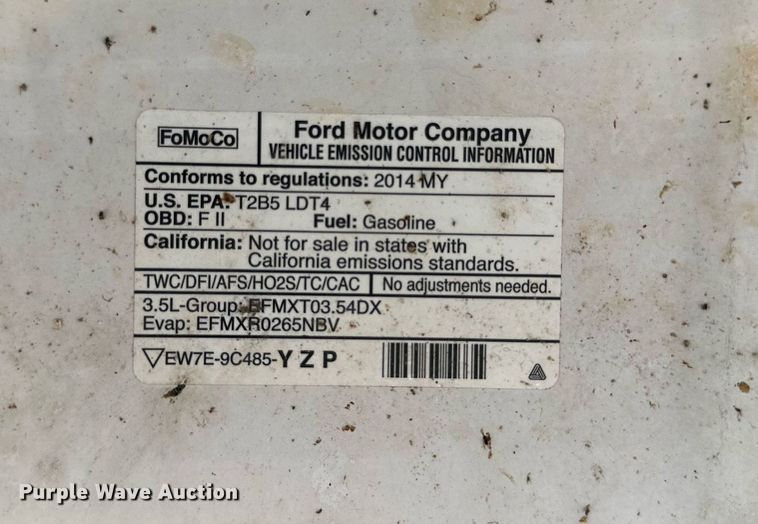 FoMoCo
Ford Motor Company
VEHICLE EMISSION CONTROL INFORMATION
Conforms to regulations: 2014 MY
U.S. EPA: T2B5 LDT4
OBD: F II Fuel: Gasoline
California: Not for sale in states with
California emissions standards.
TWC/DFI/AFS/HO2S/TC/CAC No adjustments needed.
3.5L-Group: EFMXT03.54DX
Evap: EFMXR0265NBV
EW7E-9C485-YZP
Purple Wave Auction